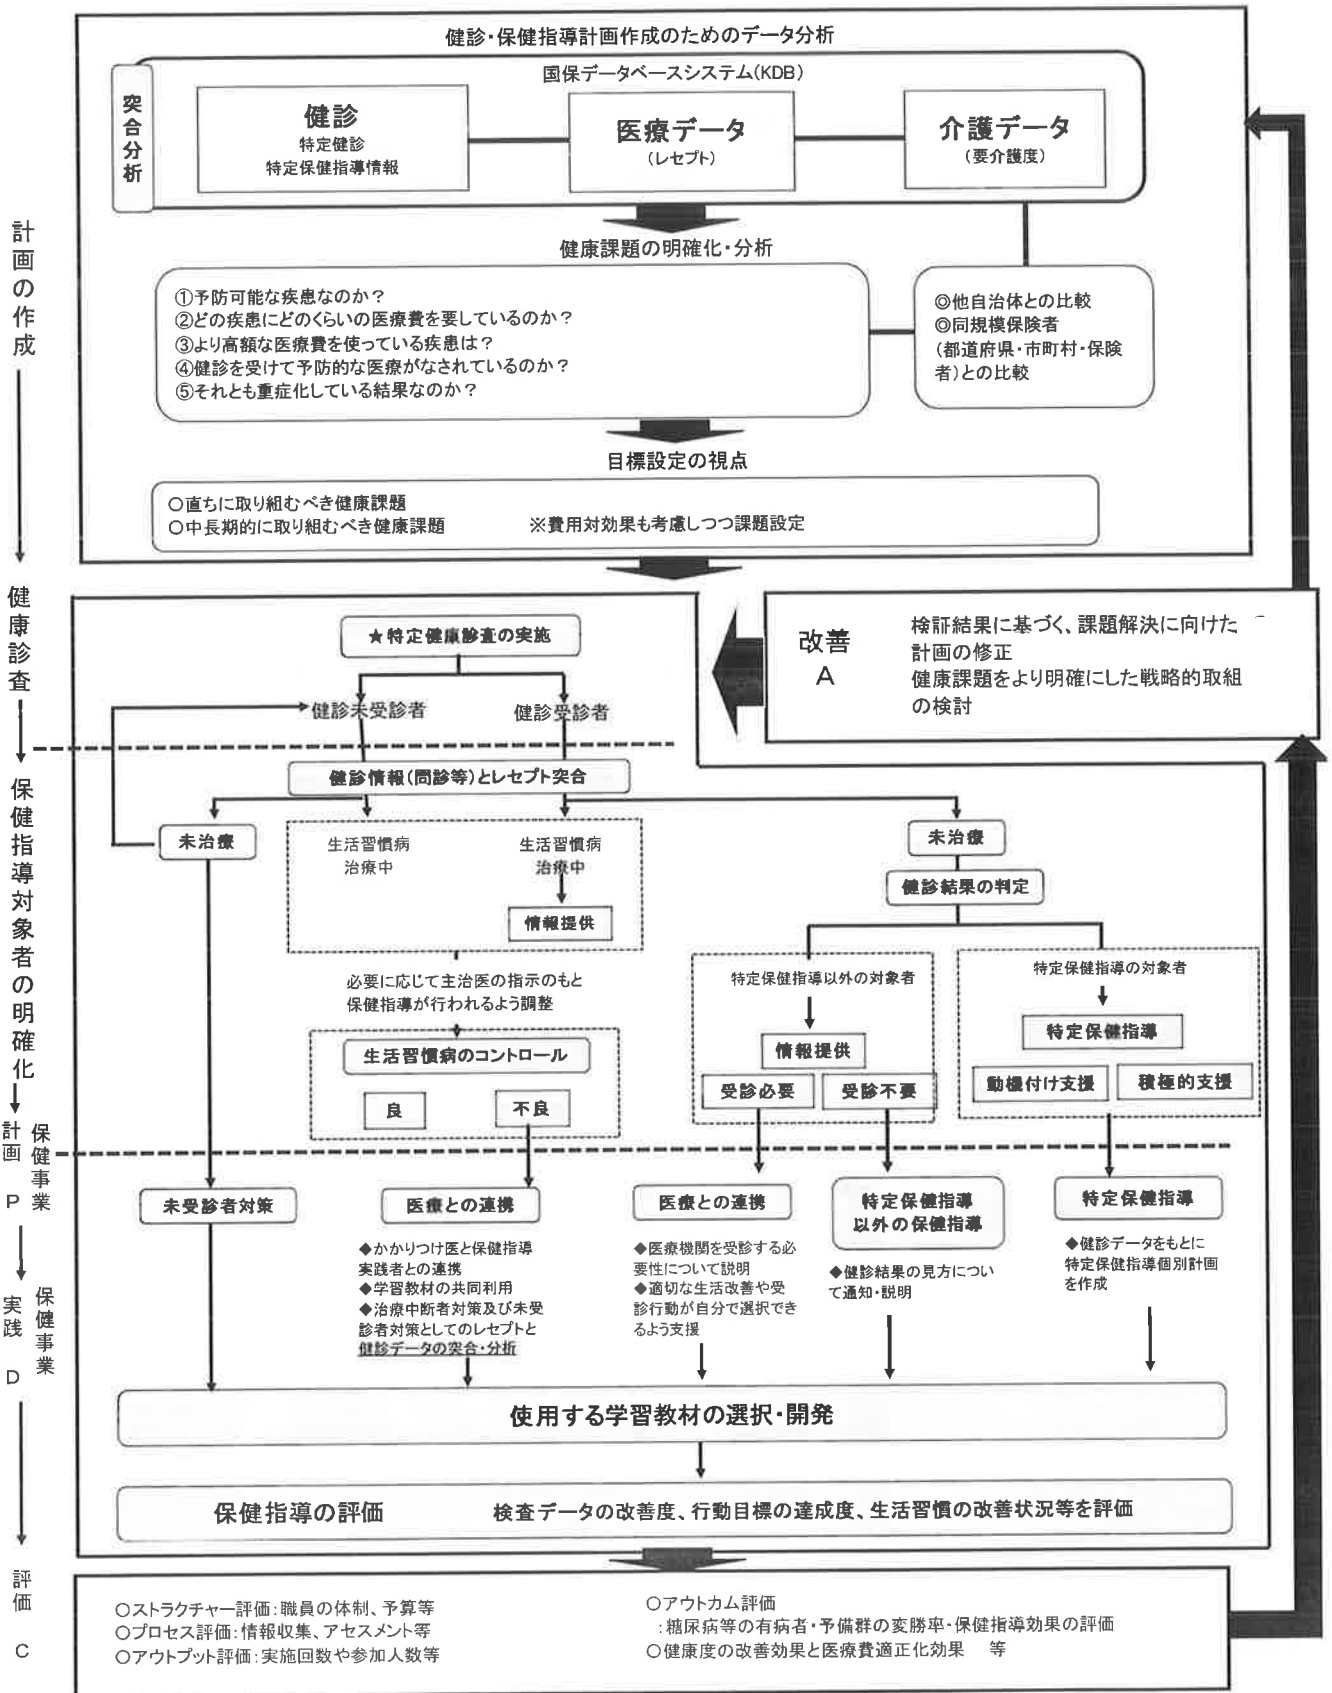 健診・保健指導計画作成のためのデータ分析
国保データベースシステム(KDB)
突合分析
健診
特定健診
特定保健指導情報
医療データ
(レセプト)
介護データ
(要介護度)
計画の作成
健康課題の明確化・分析
①予防可能な疾患なのか?
②どの疾患にどのくらいの医療費を要しているのか?
③より高額な医療費を使っている疾患は?
④健診を受けて予防的な医療がなされているのか?
⑤それとも重症化している結果なのか?
◎他自治体との比較
◎同規模保険者
(都道府県・市町村・保険
者)との比較
目標設定の視点
○直ちに取り組むべき健康課題
○中長期的に取り組むべき健康課題 ※費用対効果も考慮しつつ課題設定
健康診査
★特定健康診査の実施
健診未受診者
健診受診者
改善
A
検証結果に基づく、課題解決に向けた
計画の修正
健康課題をより明確にした戦略的取組
の検討
保健指導対象者の明確化
健診情報(問診等)とレセプト突合
未治療
生活習慣病
治療中
生活習慣病
治療中
情報提供
未治療
健診結果の判定
必要に応じて主治医の指示のもと
保健指導が行われるよう調整
生活習慣病のコントロール
良
不良
特定保健指導以外の対象者
情報提供
受診必要
受診不要
特定保健指導の対象者
特定保健指導
動機付け支援
積極的支援
保健事業
計画 P
未受診者対策
医療との連携
◆かかりつけ医と保健指導
実践者との連携
◆学習教材の共同利用
◆治療中断者対策及び未受
診者対策としてのレセプトと
健診データの突合・分析
医療との連携
◆医療機関を受診する必
要性について説明
◆適切な生活改善や受
診行動が自分で選択でき
るよう支援
特定保健指導
以外の保健指導
◆健診結果の見方につい
て通知・説明
特定保健指導
◆健診データをもとに
特定保健指導個別計画
を作成
保健事業
実践 D
使用する学習教材の選択・開発
保健指導の評価 検査データの改善度、行動目標の達成度、生活習慣の改善状況等を評価
評価 C
○ストラクチャー評価:職員の体制、予算等
○プロセス評価:情報収集、アセスメント等
○アウトプット評価:実施回数や参加人数等
○アウトカム評価
:糖尿病等の有病者・予備群の変勝率・保健指導効果の評価
○健康度の改善効果と医療費適正化効果 等